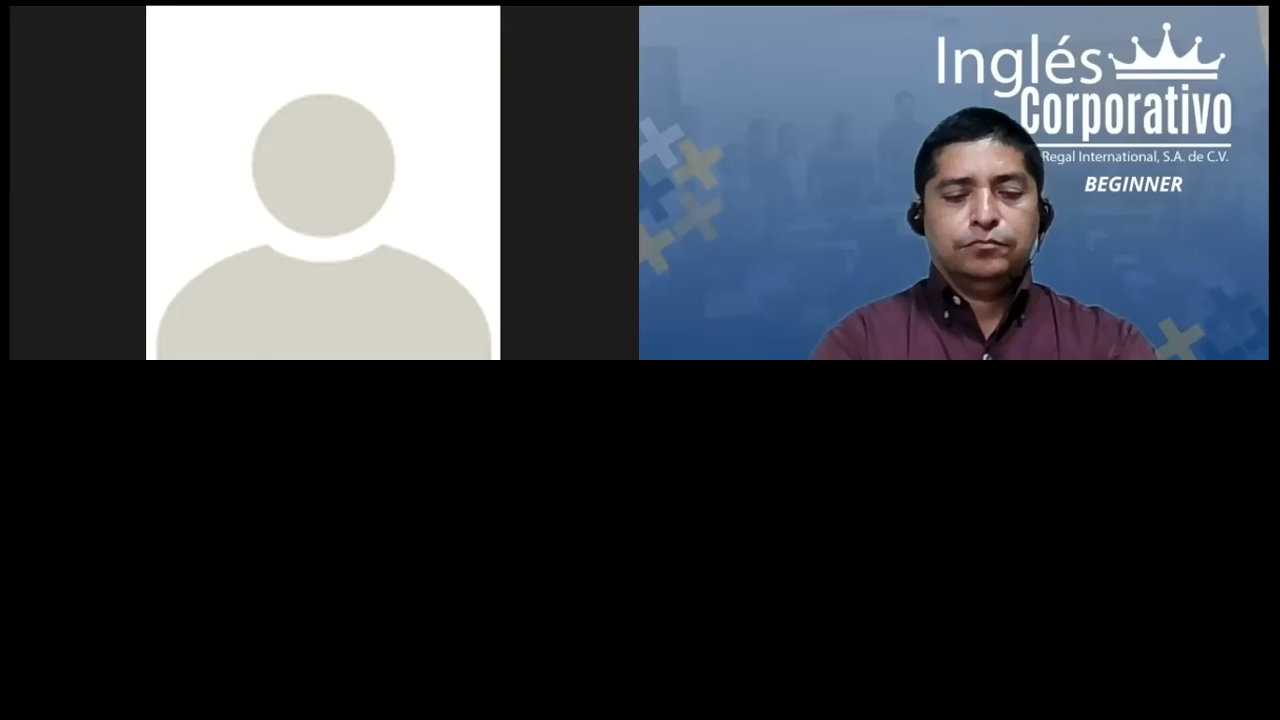 Inglés
Corporativo
Regal International, S.A. de C.V.
BEGINNER